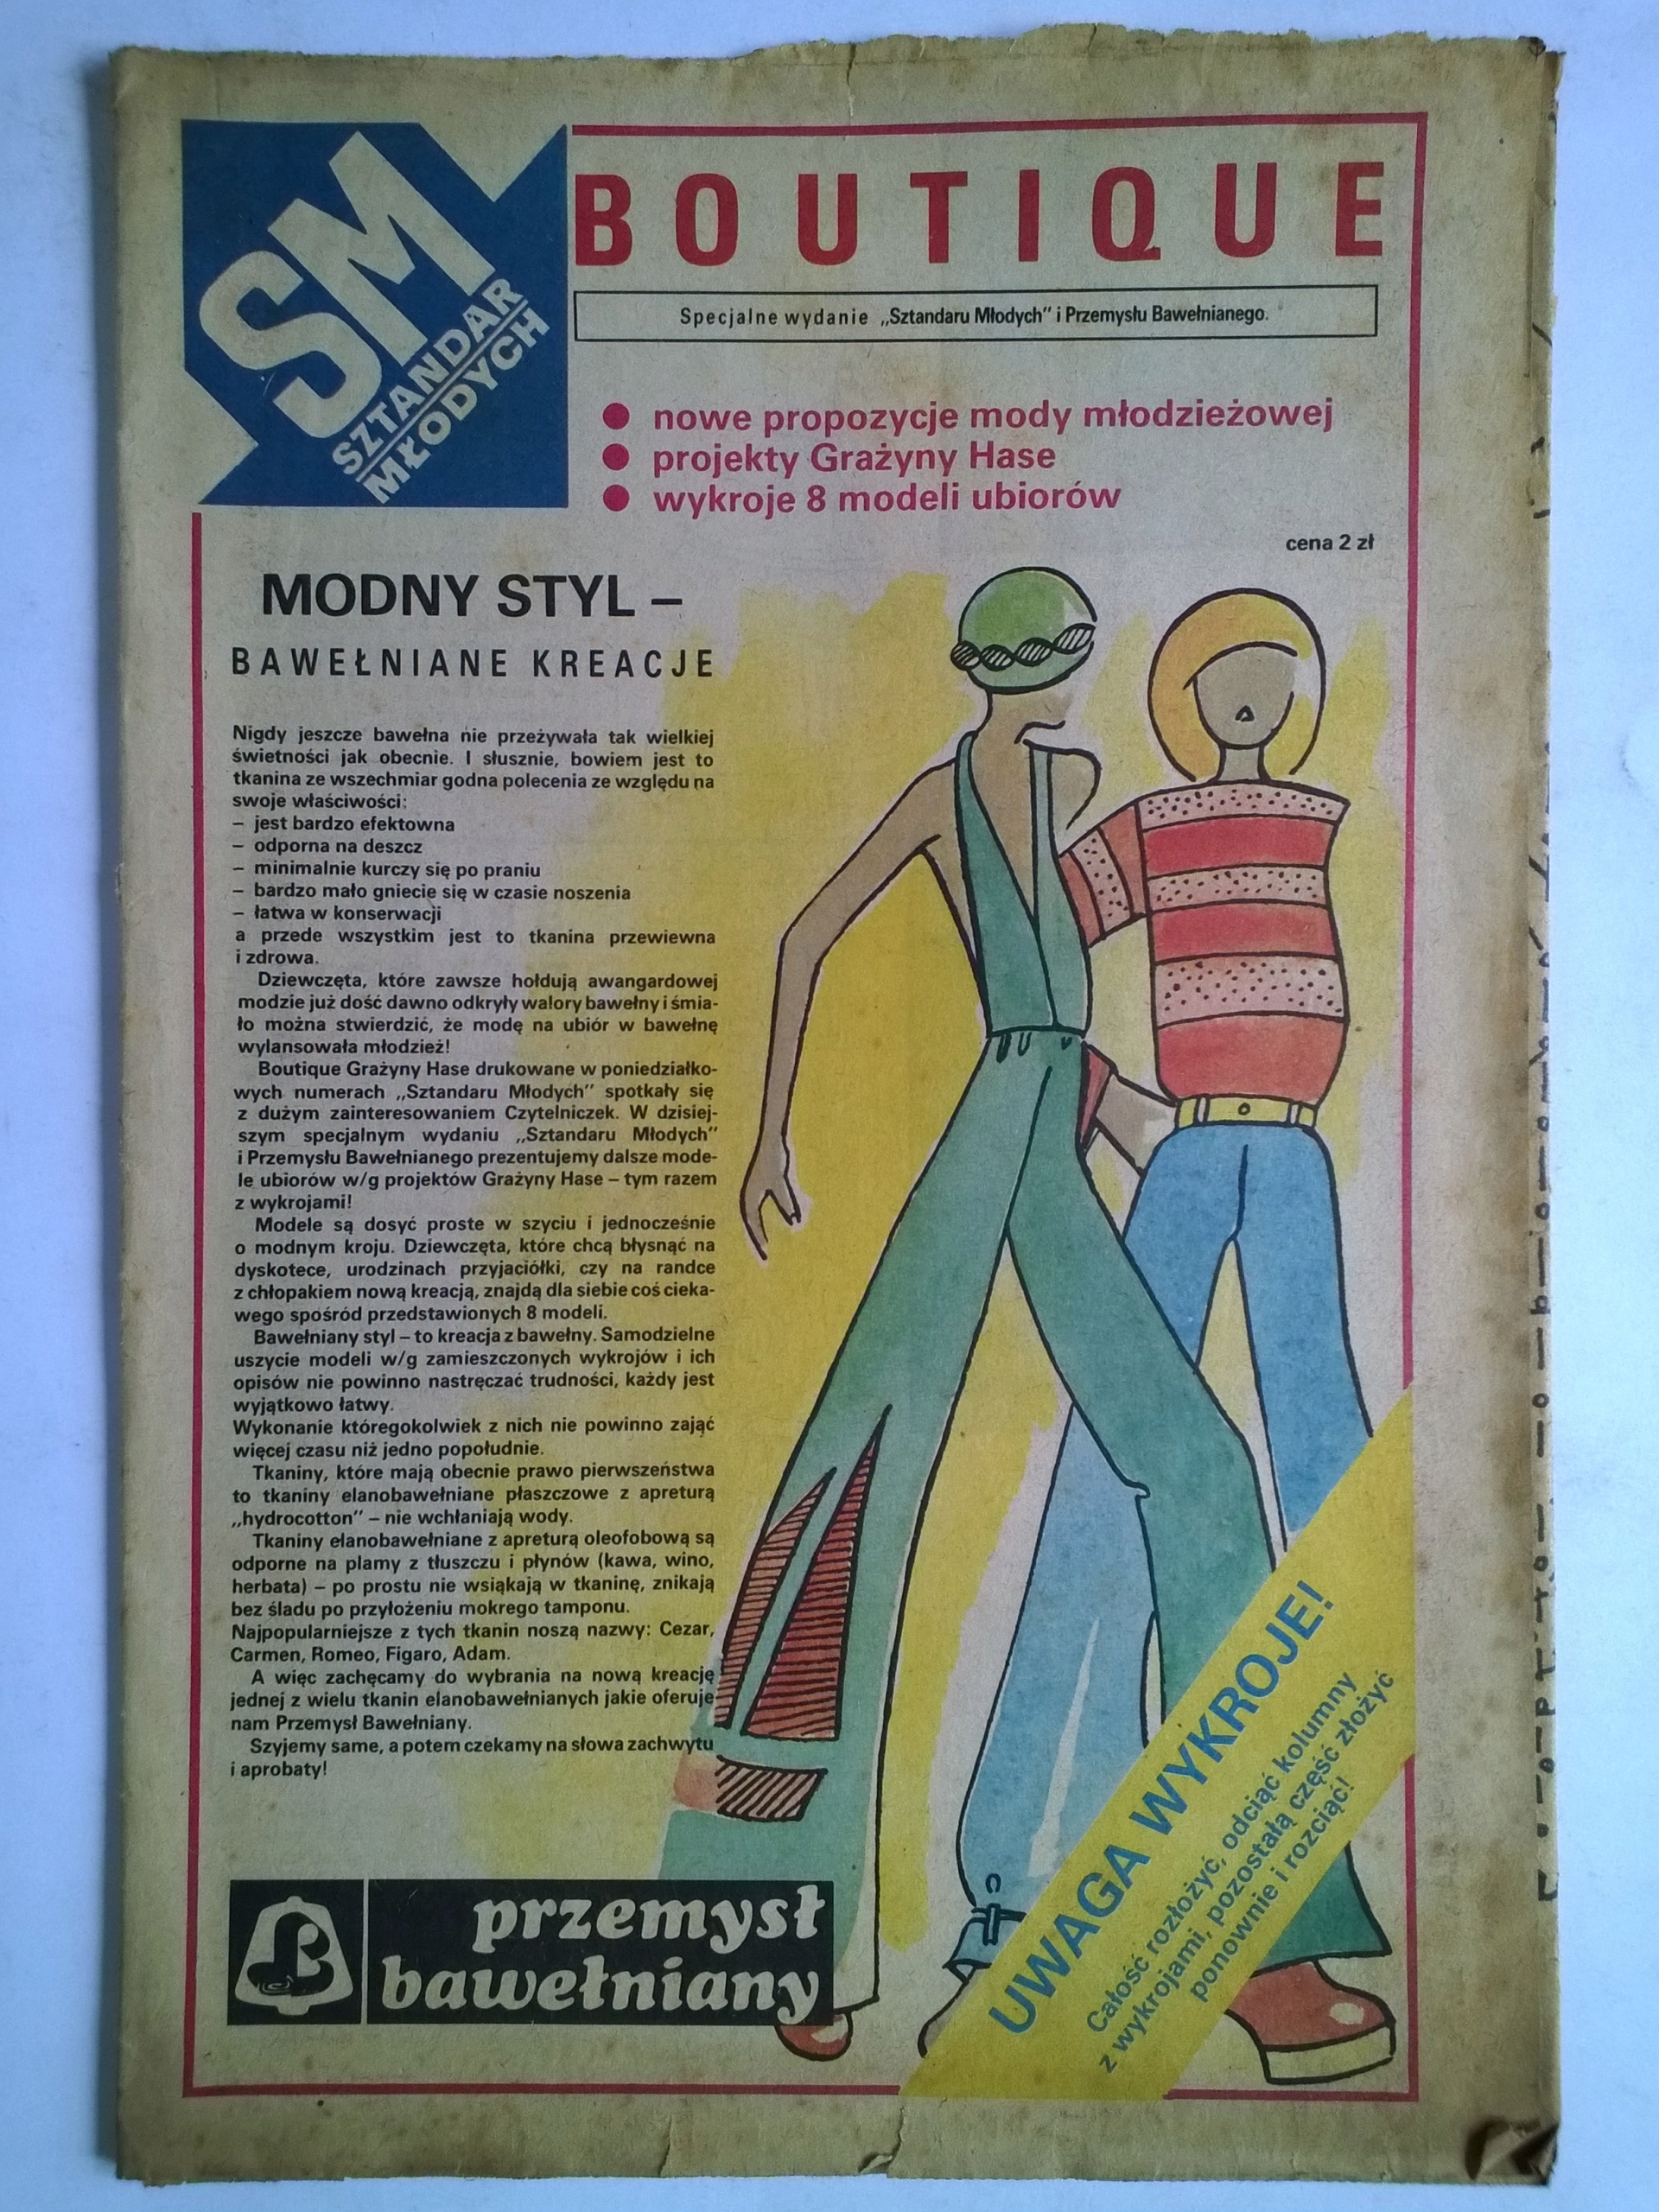 SM
SZTANDAR
MŁODYCH
BOUTIQUE
Specjalne wydanie „Sztandaru Młodych” i Przemysłu Bawełnianego.
● nowe propozycje mody młodzieżowej
● projekty Grażyny Hase
● wykroje 8 modeli ubiorów
cena 2 zł
MODNY STYL –
BAWEŁNIANE KREACJE
Nigdy jeszcze bawełna nie przeżywała tak wielkiej
świetności jak obecnie. I słusznie, bowiem jest to
tkanina ze wszechmiar godna polecenia ze względu na
swoje właściwości:
– jest bardzo efektowna
– odporna na deszcz
– minimalnie kurczy się po praniu
– bardzo mało gniecie się w czasie noszenia
– łatwa w konserwacji
a przede wszystkim jest to tkanina przewiewna
i zdrowa.
Dziewczęta, które zawsze hołdują awangardowej
modzie już dość dawno odkryły walory bawełny i śmia-
ło można stwierdzić, że modę na ubiór w bawełnę
wylansowała młodzież!
Boutique Grażyny Hase drukowane w poniedziałko-
wych numerach „Sztandaru Młodych” spotkały się
z dużym zainteresowaniem Czytelniczek. W dzisiej-
szym specjalnym wydaniu „Sztandaru Młodych”
i Przemysłu Bawełnianego prezentujemy dalsze mode-
le ubiorów w/g projektów Grażyny Hase – tym razem
z wykrojami!
Modele są dosyć proste w szyciu i jednocześnie
o modnym kroju. Dziewczęta, które chcą błysnąć na
dyskotece, urodzinach przyjaciółki, czy na randce
z chłopakiem nową kreacją, znajdą dla siebie coś cieka-
wego spośród przedstawionych 8 modeli.
Bawełniany styl – to kreacja z bawełny. Samodzielne
uszycie modeli w/g zamieszczonych wykrojów i ich
opisów nie powinno nastręczać trudności, każdy jest
wyjątkowo łatwy.
Wykonanie któregokolwiek z nich nie powinno zająć
więcej czasu niż jedno popołudnie.
Tkaniny, które mają obecnie prawo pierwszeństwa
to tkaniny elanobawełniane płaszczowe z apreturą
„hydrocotton” – nie wchłaniają wody.
Tkaniny elanobawełniane z apreturą oleofobową są
odporne na plamy z tłuszczu i płynów (kawa, wino,
herbata) – po prostu nie wsiąkają w tkaninę, znikają
bez śladu po przyłożeniu mokrego tamponu.
Najpopularniejsze z tych tkanin noszą nazwy: Cezar,
Carmen, Romeo, Figaro, Adam.
A więc zachęcamy do wybrania na nową kreację
jednej z wielu tkanin elanobawełnianych jakie oferuje
nam Przemysł Bawełniany.
Szyjemy same, a potem czekamy na słowa zachwytu
i aprobaty!
przemysł
bawełniany
UWAGA WYKROJE!
Całość rozłożyć, odciąć kolumny
z wykrojami, pozostałą część złożyć
ponownie i rozciąć!